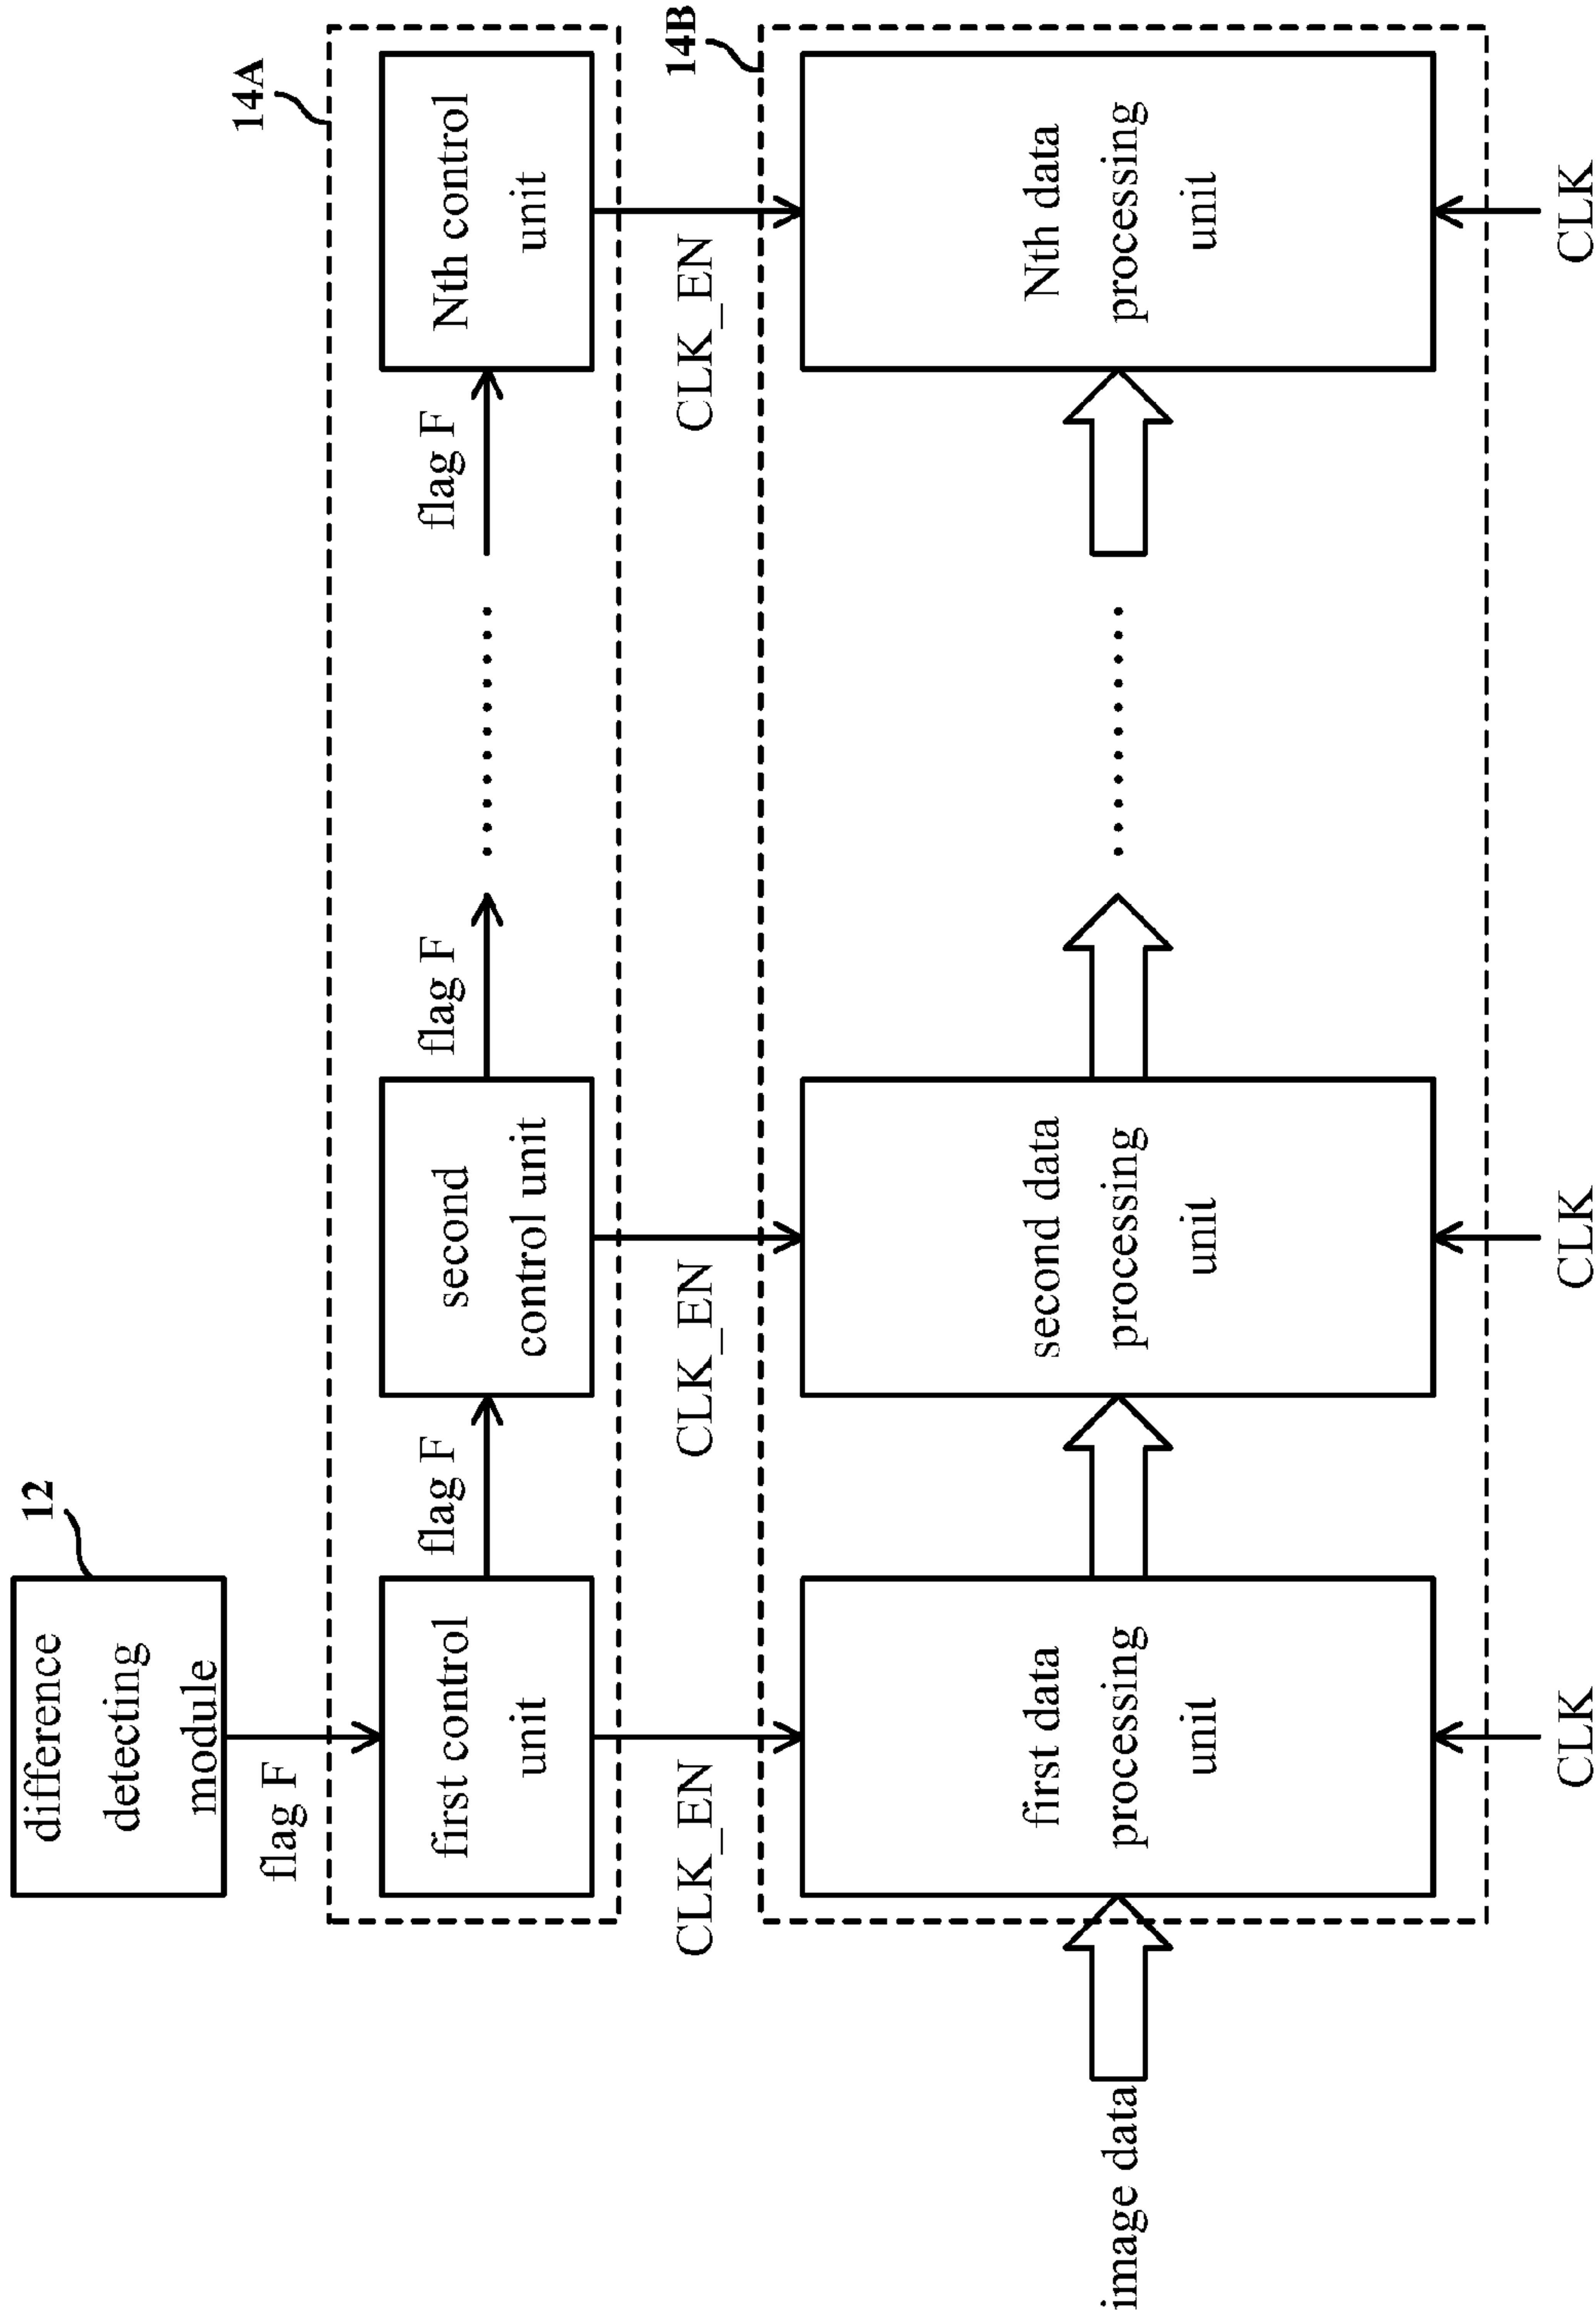 12
difference
detecting
module
flag F
14A
first control
unit
flag F
second
control unit
flag F
flag F
Nth control
unit
CLK_EN
CLK_EN
CLK_EN
14B
image data
first data
processing
unit
second data
processing
unit
Nth data
processing
unit
CLK
CLK
CLK